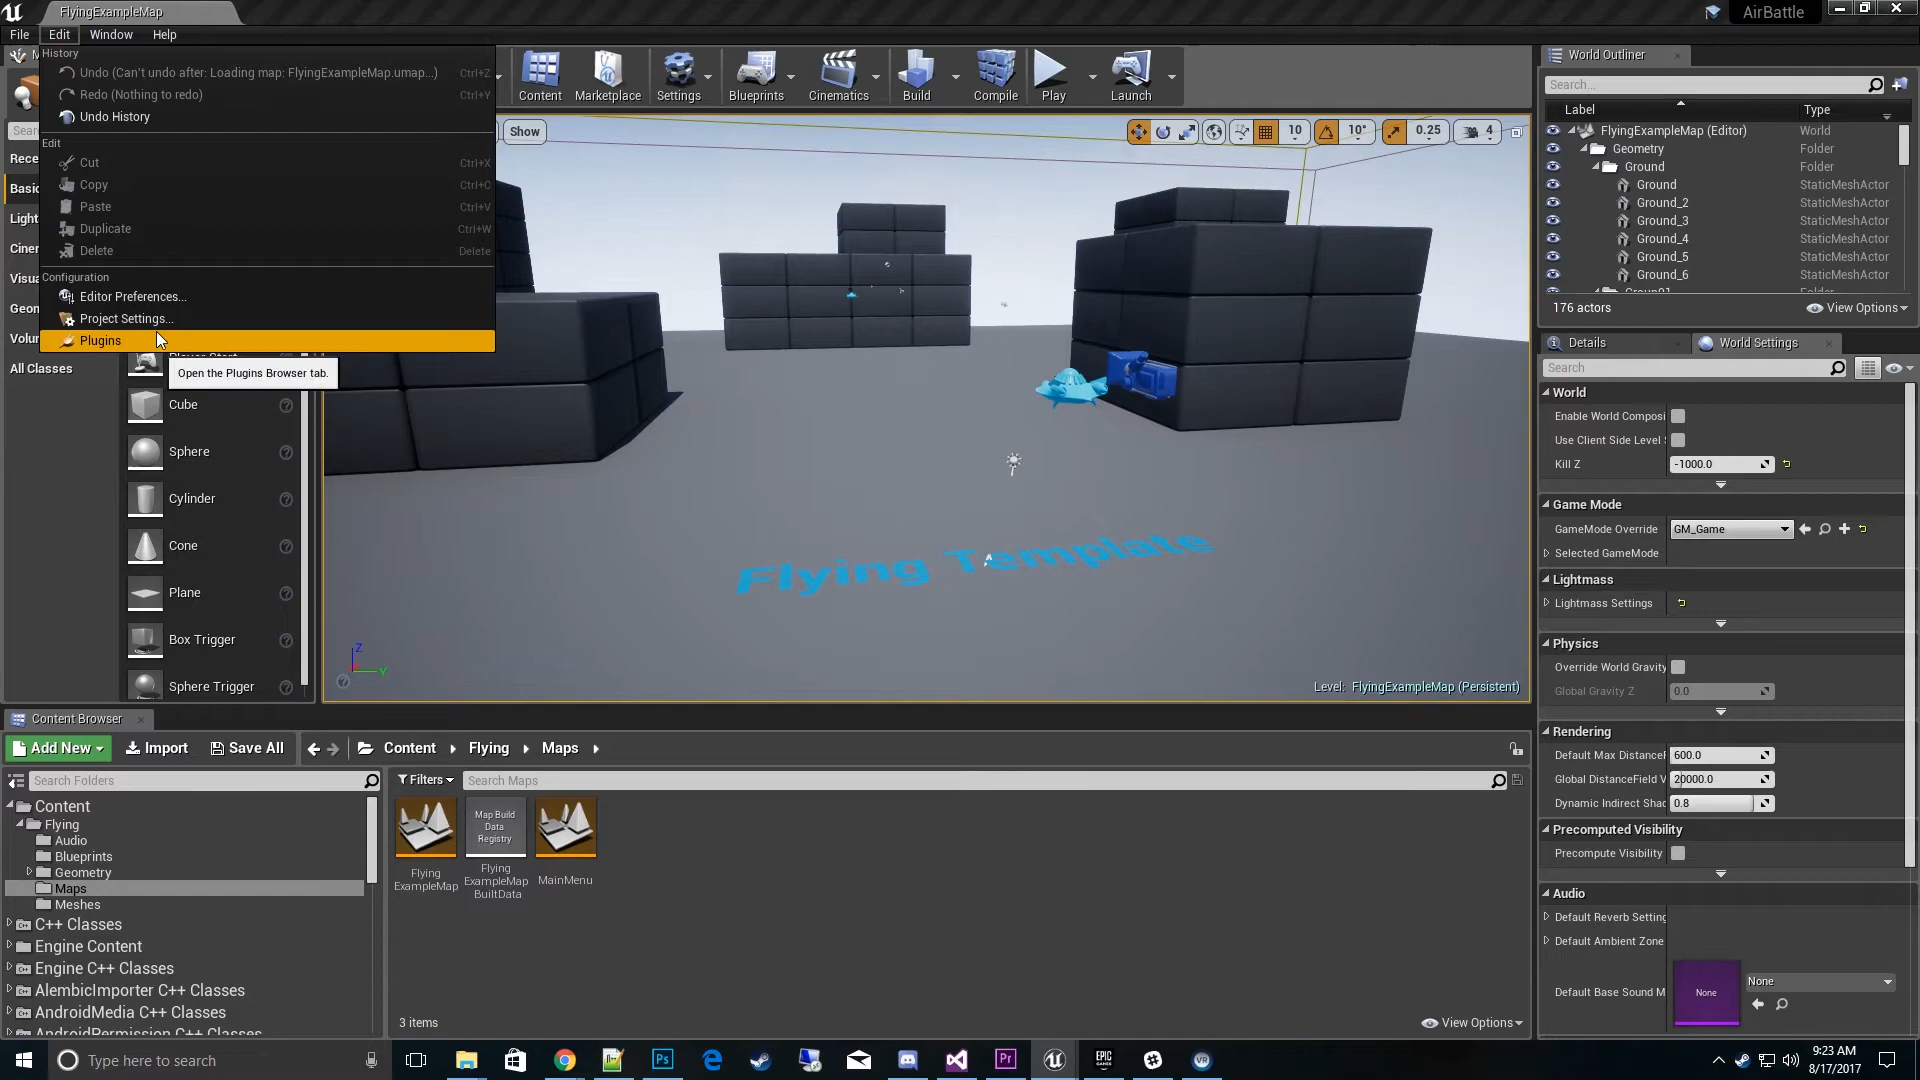 FlyingExampleMap
AirBattle
File Edit Window Help
History
Undo (Can't undo after: Loading map: FlyingExampleMap.umap...) Ctrl+Z
Redo (Nothing to redo) Ctrl+Y
Undo History
Edit
Cut Ctrl+X
Copy Ctrl+C
Paste Ctrl+V
Duplicate Ctrl+W
Delete Delete
Configuration
Editor Preferences...
Project Settings...
Plugins
Open the Plugins Browser tab.
All Classes
Cube
Sphere
Cylinder
Cone
Plane
Box Trigger
Sphere Trigger
Content Marketplace Settings Blueprints Cinematics Build Compile Play Launch
Show
10 10° 0.25 4
Flying Template
Z
Y
Level: FlyingExampleMap (Persistent)
World Outliner
Search...
Label Type
FlyingExampleMap (Editor) World
Geometry Folder
Ground Folder
Ground StaticMeshActor
Ground_2 StaticMeshActor
Ground_3 StaticMeshActor
Ground_4 StaticMeshActor
Ground_5 StaticMeshActor
Ground_6 StaticMeshActor
176 actors View Options
Details World Settings
Search
World
Enable World Composi
Use Client Side Level
Kill Z -1000.0
Game Mode
GameMode Override GM_Game
Selected GameMode
Lightmass
Lightmass Settings
Physics
Override World Gravity
Global Gravity Z 0.0
Rendering
Default Max DistanceF 600.0
Global DistanceField V 20000.0
Dynamic Indirect Shac 0.8
Precomputed Visibility
Precompute Visibility
Audio
Default Reverb Setting
Default Ambient Zone
Default Base Sound M None None
Content Browser
Add New Import Save All Content Flying Maps
Search Folders
Filters Search Maps
Content
Flying
Audio
Blueprints
Geometry
Maps
Meshes
C++ Classes
Engine Content
Engine C++ Classes
AlembicImporter C++ Classes
AndroidMedia C++ Classes
AndroidPermission C++ Classes
Map Build
Data
Registry
Flying
ExampleMap
Flying
ExampleMap
BuiltData
MainMenu
3 items View Options
Type here to search
9:23 AM
8/17/2017